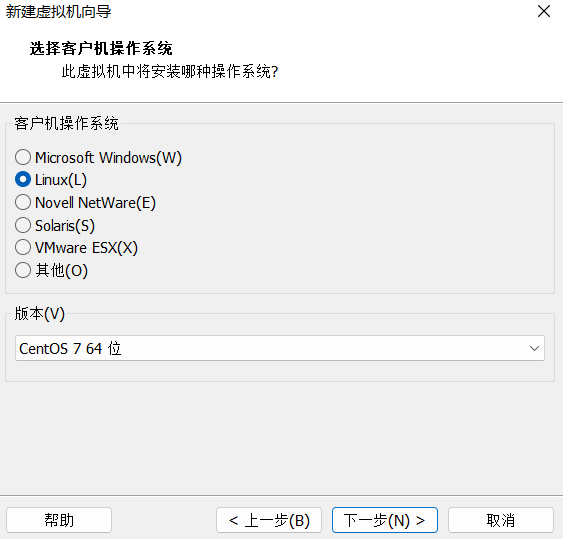 新建虚拟机向导
选择客户机操作系统
此虚拟机中将安装哪种操作系统?
客户机操作系统
Microsoft Windows(W)
Linux(L)
Novell NetWare(E)
Solaris(S)
VMware ESX(X)
其他(O)
版本(V)
CentOS 7 64 位
帮助
< 上一步(B)
下一步(N) >
取消